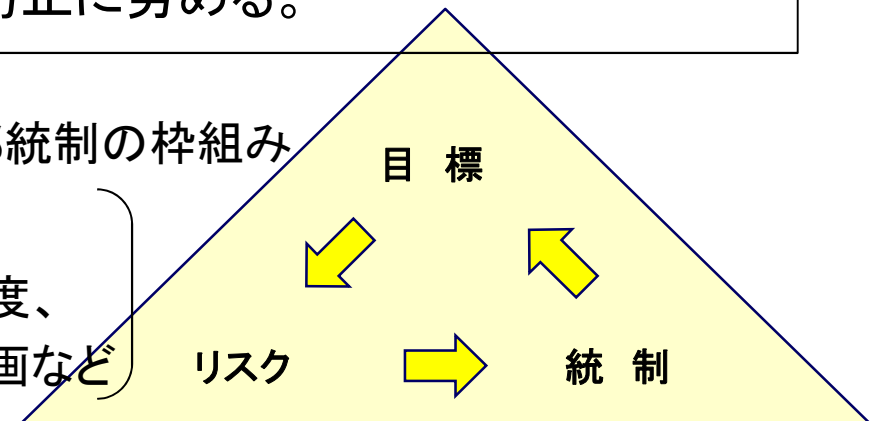 正に努める。
統制の枠組み
目 標
度、
画など
リスク
統 制